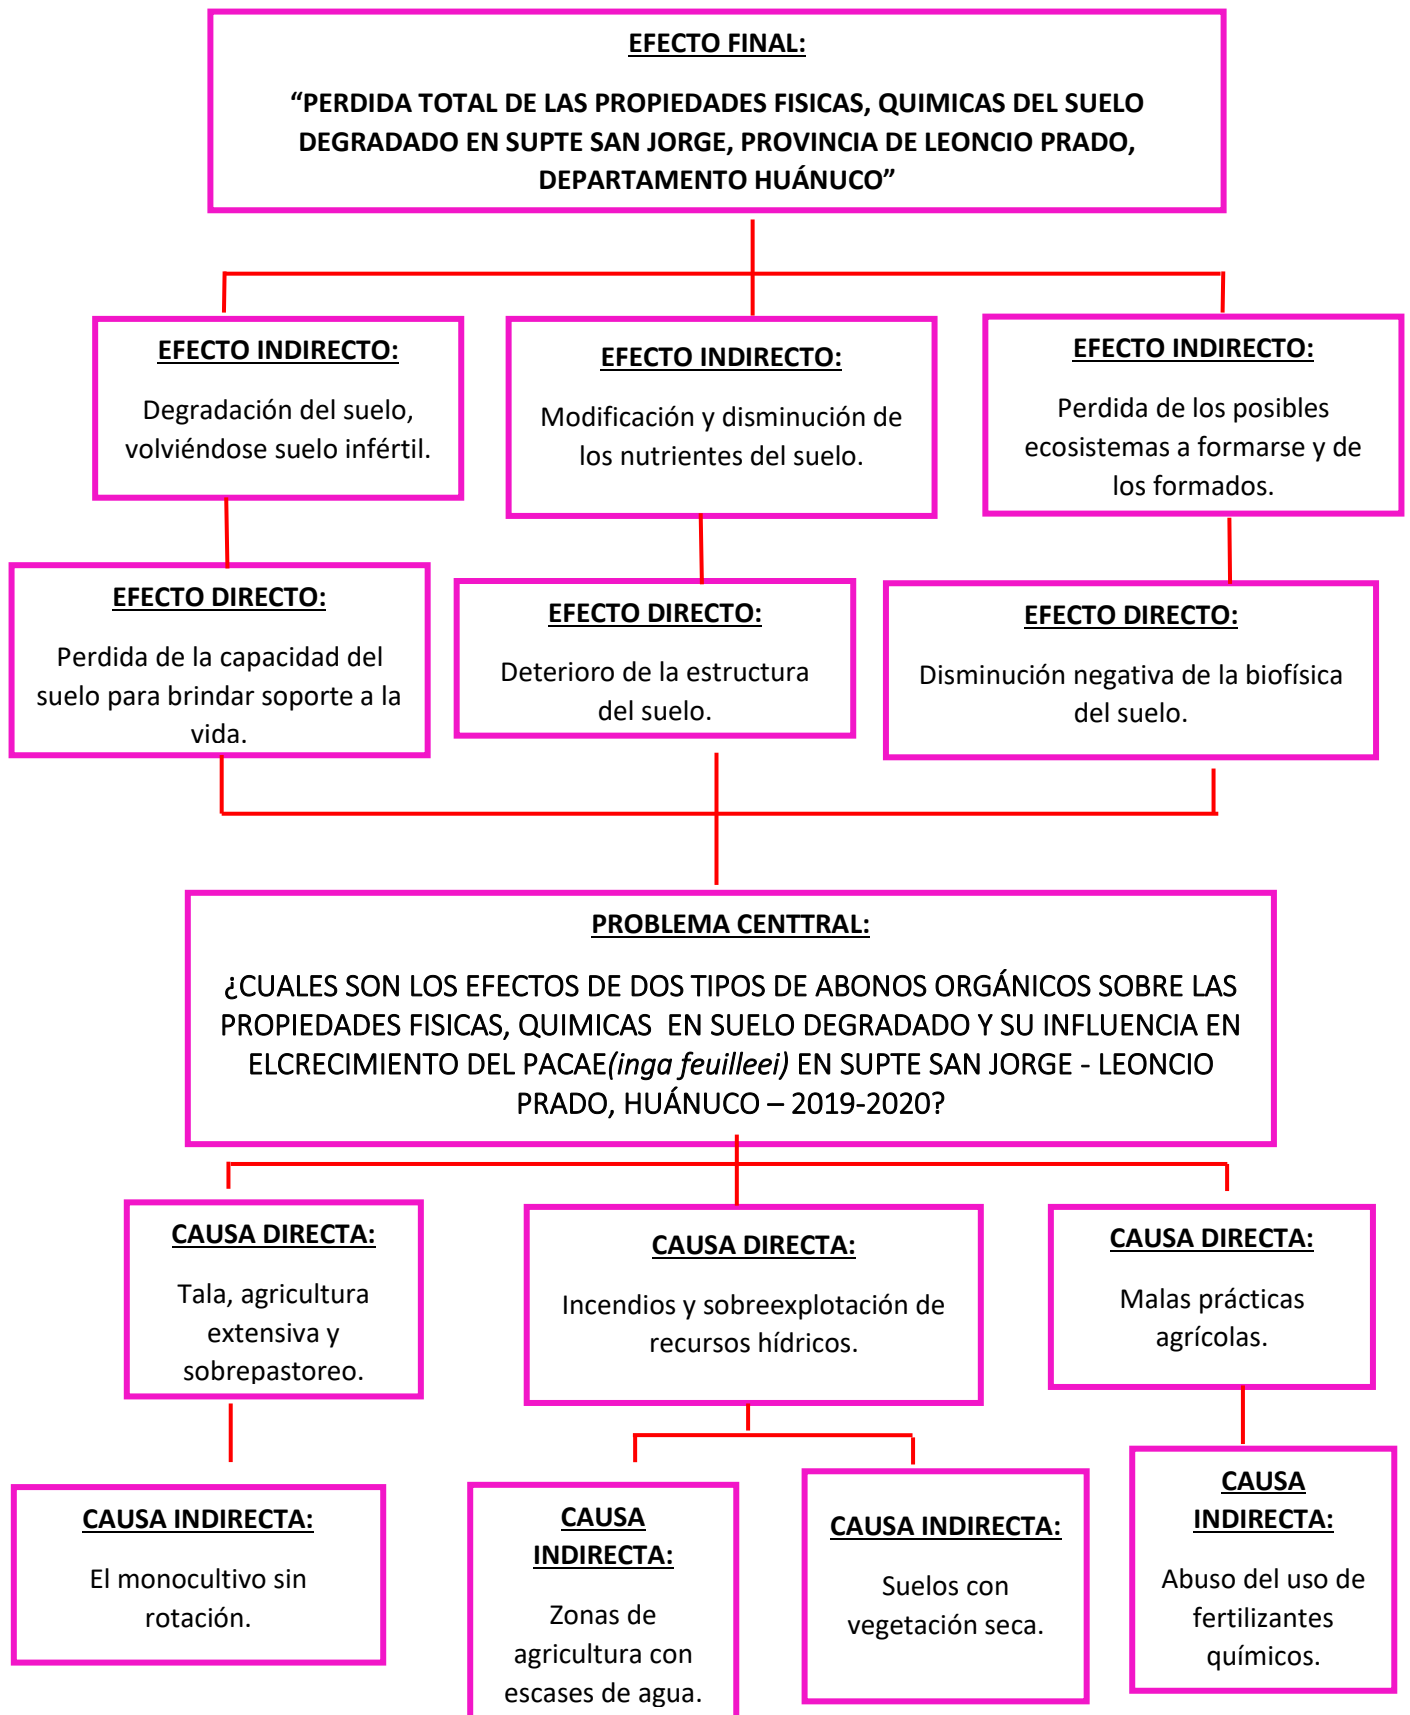 EFECTO FINAL:
“PERDIDA TOTAL DE LAS PROPIEDADES FISICAS, QUIMICAS DEL SUELO
DEGRADADO EN SUPTE SAN JORGE, PROVINCIA DE LEONCIO PRADO,
DEPARTAMENTO HUÁNUCO”
EFECTO INDIRECTO:
Degradación del suelo,
volviéndose suelo infértil.
EFECTO INDIRECTO:
Modificación y disminución de
los nutrientes del suelo.
EFECTO INDIRECTO:
Perdida de los posibles
ecosistemas a formarse y de
los formados.
EFECTO DIRECTO:
Perdida de la capacidad del
suelo para brindar soporte a la
vida.
EFECTO DIRECTO:
Deterioro de la estructura
del suelo.
EFECTO DIRECTO:
Disminución negativa de la biofísica
del suelo.
PROBLEMA CENTTRAL:
¿CUALES SON LOS EFECTOS DE DOS TIPOS DE ABONOS ORGÁNICOS SOBRE LAS
PROPIEDADES FISICAS, QUIMICAS EN SUELO DEGRADADO Y SU INFLUENCIA EN
ELCRECIMIENTO DEL PACAE(inga feuilleei) EN SUPTE SAN JORGE - LEONCIO
PRADO, HUÁNUCO – 2019-2020?
CAUSA DIRECTA:
Tala, agricultura
extensiva y
sobrepastoreo.
CAUSA DIRECTA:
Incendios y sobreexplotación de
recursos hídricos.
CAUSA DIRECTA:
Malas prácticas
agrícolas.
CAUSA INDIRECTA:
El monocultivo sin
rotación.
CAUSA
INDIRECTA:
Zonas de
agricultura con
escases de agua.
CAUSA INDIRECTA:
Suelos con
vegetación seca.
CAUSA
INDIRECTA:
Abuso del uso de
fertilizantes
químicos.